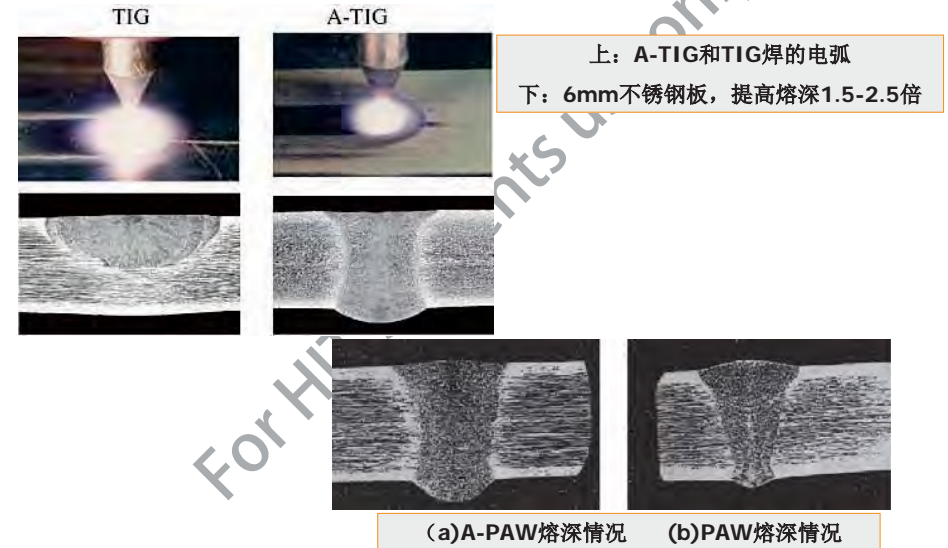 TIG
A-TIG
上：A-TIG和TIG焊的电弧
下：6mm不锈钢板，提高熔深1.5-2.5倍
（a)A-PAW熔深情况 (b)PAW熔深情况
For HIT